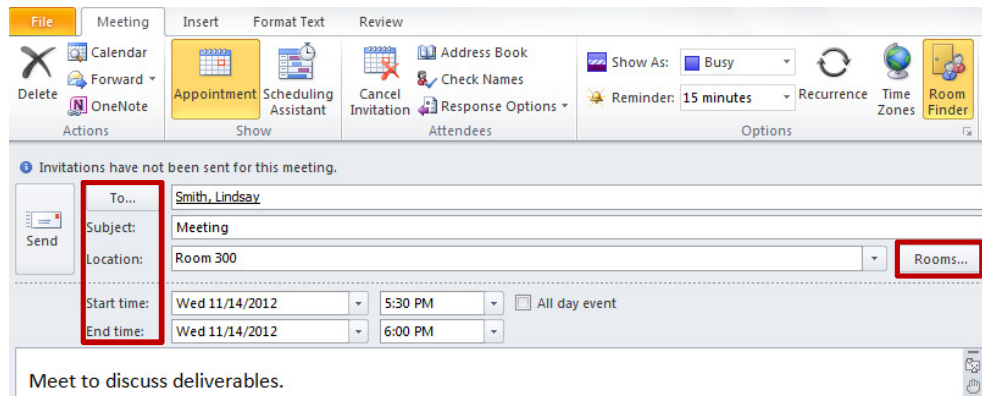 File Meeting Insert Format Text Review
Delete
Calendar
Forward
OneNote
Actions
Appointment
Scheduling
Assistant
Show
Cancel
Invitation
Address Book
Check Names
Response Options
Attendees
Show As: Busy
Reminder: 15 minutes
Recurrence
Time
Zones
Room
Finder
Options
Invitations have not been sent for this meeting.
Send
To... Smith, Lindsay
Subject: Meeting
Location: Room 300 Rooms...
Start time: Wed 11/14/2012 5:30 PM All day event
End time: Wed 11/14/2012 6:00 PM
Meet to discuss deliverables.